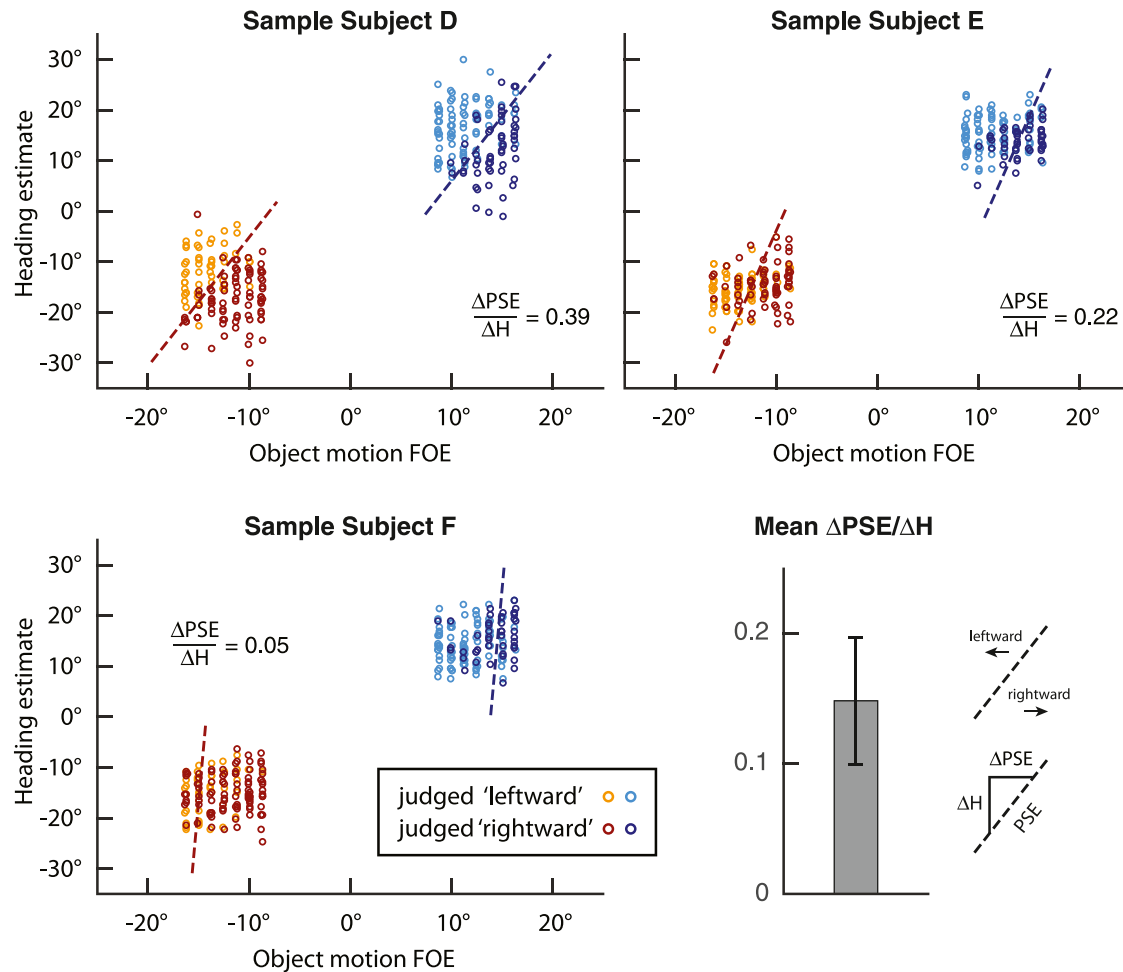 Sample Subject D
Heading estimate
30°
20°
10°
0°
-10°
-20°
-30°
ΔPSE
ΔH
= 0.39
-20°
-10°
0°
10°
20°
Object motion FOE
Sample Subject E
ΔPSE
ΔH
= 0.22
-20°
-10°
0°
10°
20°
Object motion FOE
Sample Subject F
Heading estimate
30°
20°
10°
0°
-10°
-20°
-30°
ΔPSE
ΔH
= 0.05
judged 'leftward'
judged 'rightward'
-20°
-10°
0°
10°
20°
Object motion FOE
Mean ΔPSE/ΔH
0.2
0.1
0
leftward
rightward
ΔPSE
ΔH
PSE